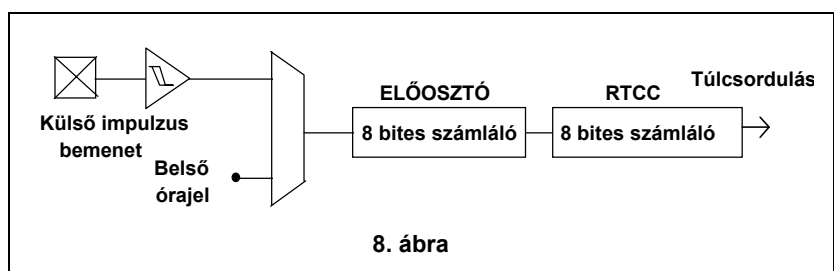 Külső impulzus
bemenet
Belső
órajel
ELŐOSZTÓ
8 bites számláló
RTCC
8 bites számláló
Túlcsordulás
8. ábra